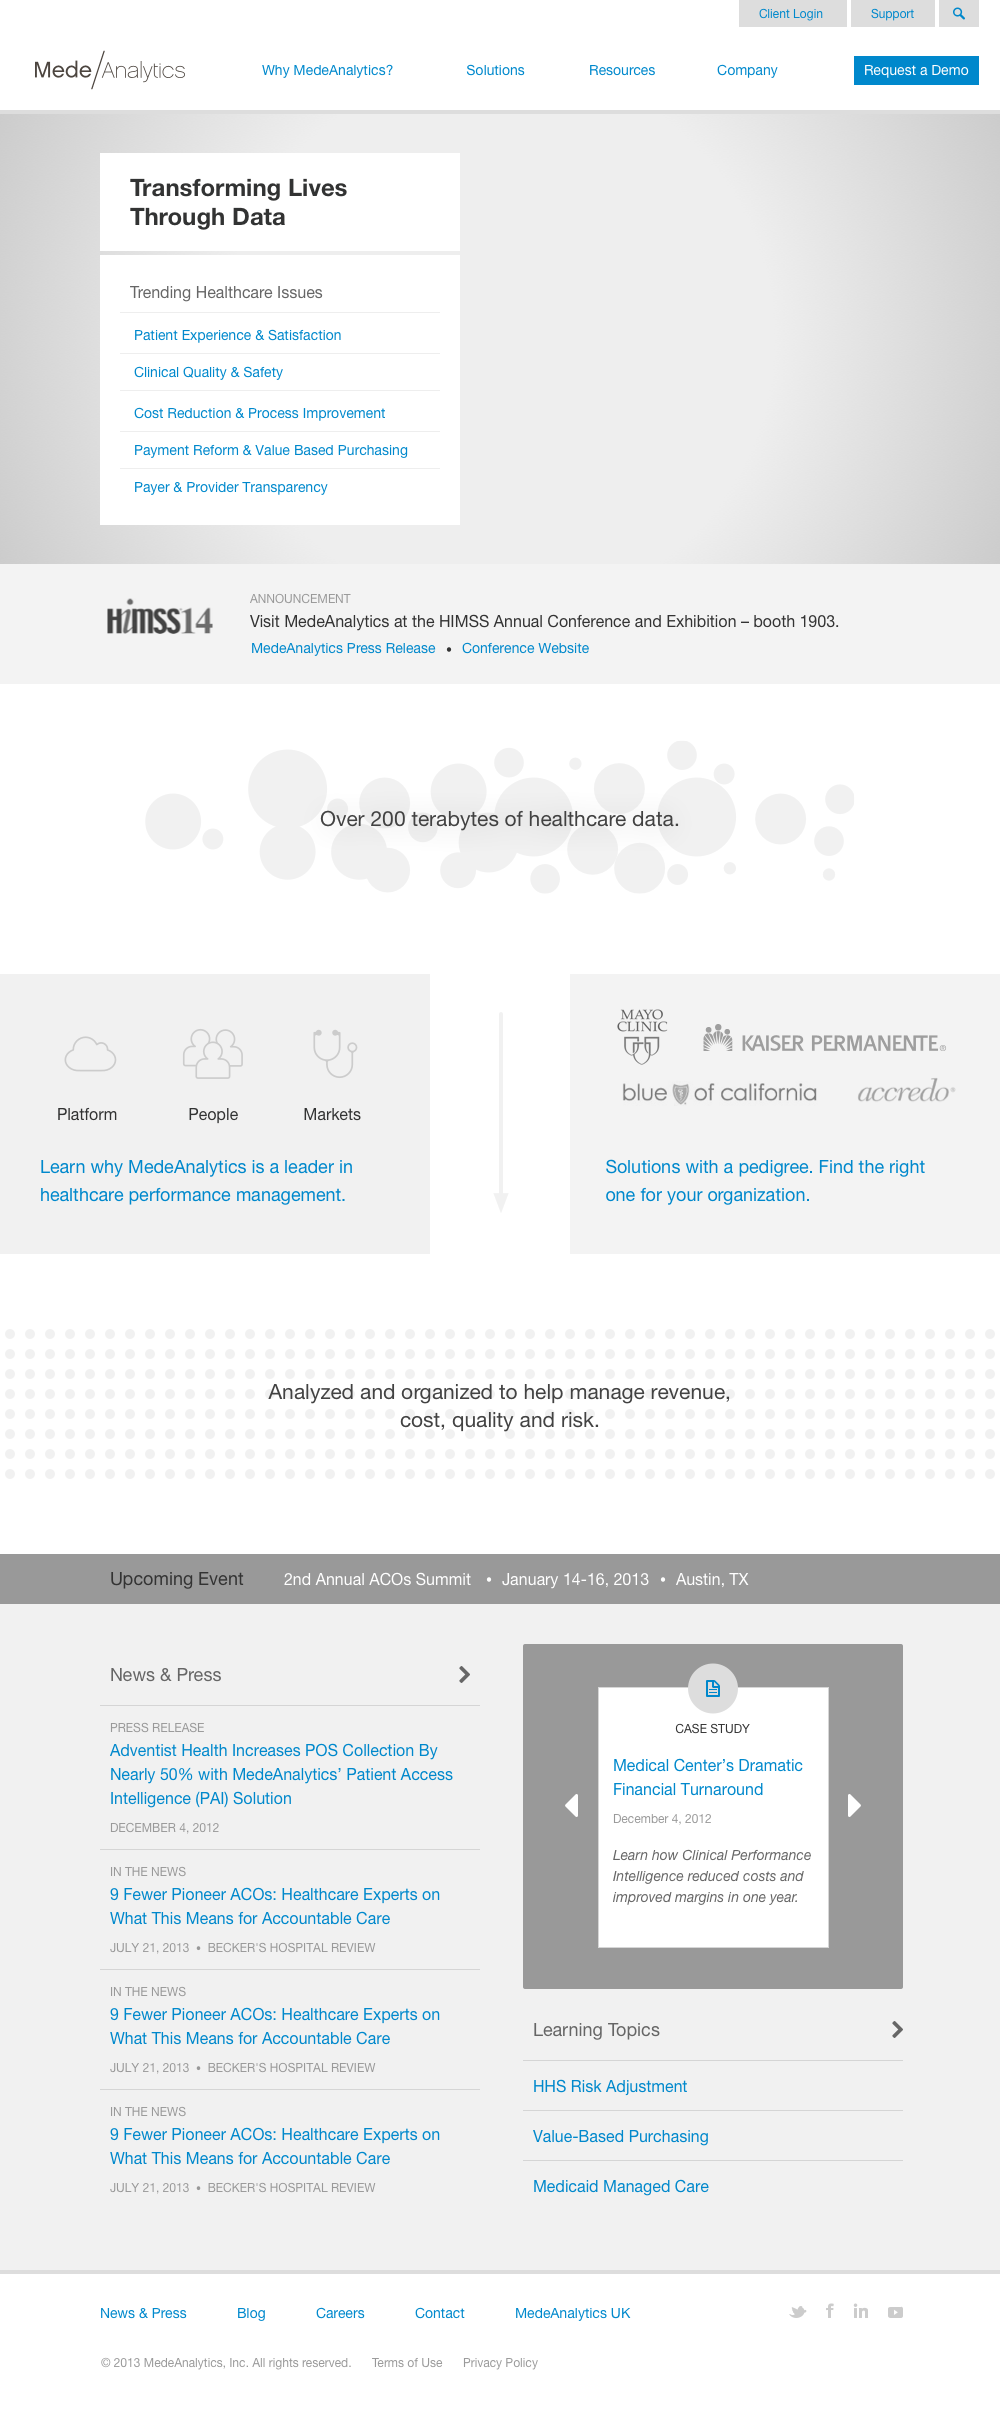 Client Login
Support
Mede/Analytics
Why MedeAnalytics?
Solutions
Resources
Company
Request a Demo
Transforming Lives
Through Data
Trending Healthcare Issues
Patient Experience & Satisfaction
Clinical Quality & Safety
Cost Reduction & Process Improvement
Payment Reform & Value Based Purchasing
Payer & Provider Transparency
HIMSS14
ANNOUNCEMENT
Visit MedeAnalytics at the HIMSS Annual Conference and Exhibition – booth 1903.
MedeAnalytics Press Release • Conference Website
Over 200 terabytes of healthcare data.
Platform
People
Markets
Learn why MedeAnalytics is a leader in
healthcare performance management.
MAYO
CLINIC
KAISER PERMANENTE®
blue of california
accredo®
Solutions with a pedigree. Find the right
one for your organization.
Analyzed and organized to help manage revenue,
cost, quality and risk.
Upcoming Event
2nd Annual ACOs Summit • January 14-16, 2013 • Austin, TX
News & Press
PRESS RELEASE
Adventist Health Increases POS Collection By
Nearly 50% with MedeAnalytics’ Patient Access
Intelligence (PAI) Solution
DECEMBER 4, 2012
IN THE NEWS
9 Fewer Pioneer ACOs: Healthcare Experts on
What This Means for Accountable Care
JULY 21, 2013 • BECKER'S HOSPITAL REVIEW
IN THE NEWS
9 Fewer Pioneer ACOs: Healthcare Experts on
What This Means for Accountable Care
JULY 21, 2013 • BECKER'S HOSPITAL REVIEW
IN THE NEWS
9 Fewer Pioneer ACOs: Healthcare Experts on
What This Means for Accountable Care
JULY 21, 2013 • BECKER'S HOSPITAL REVIEW
CASE STUDY
Medical Center’s Dramatic
Financial Turnaround
December 4, 2012
Learn how Clinical Performance
Intelligence reduced costs and
improved margins in one year.
Learning Topics
HHS Risk Adjustment
Value-Based Purchasing
Medicaid Managed Care
News & Press
Blog
Careers
Contact
MedeAnalytics UK
© 2013 MedeAnalytics, Inc. All rights reserved.
Terms of Use
Privacy Policy